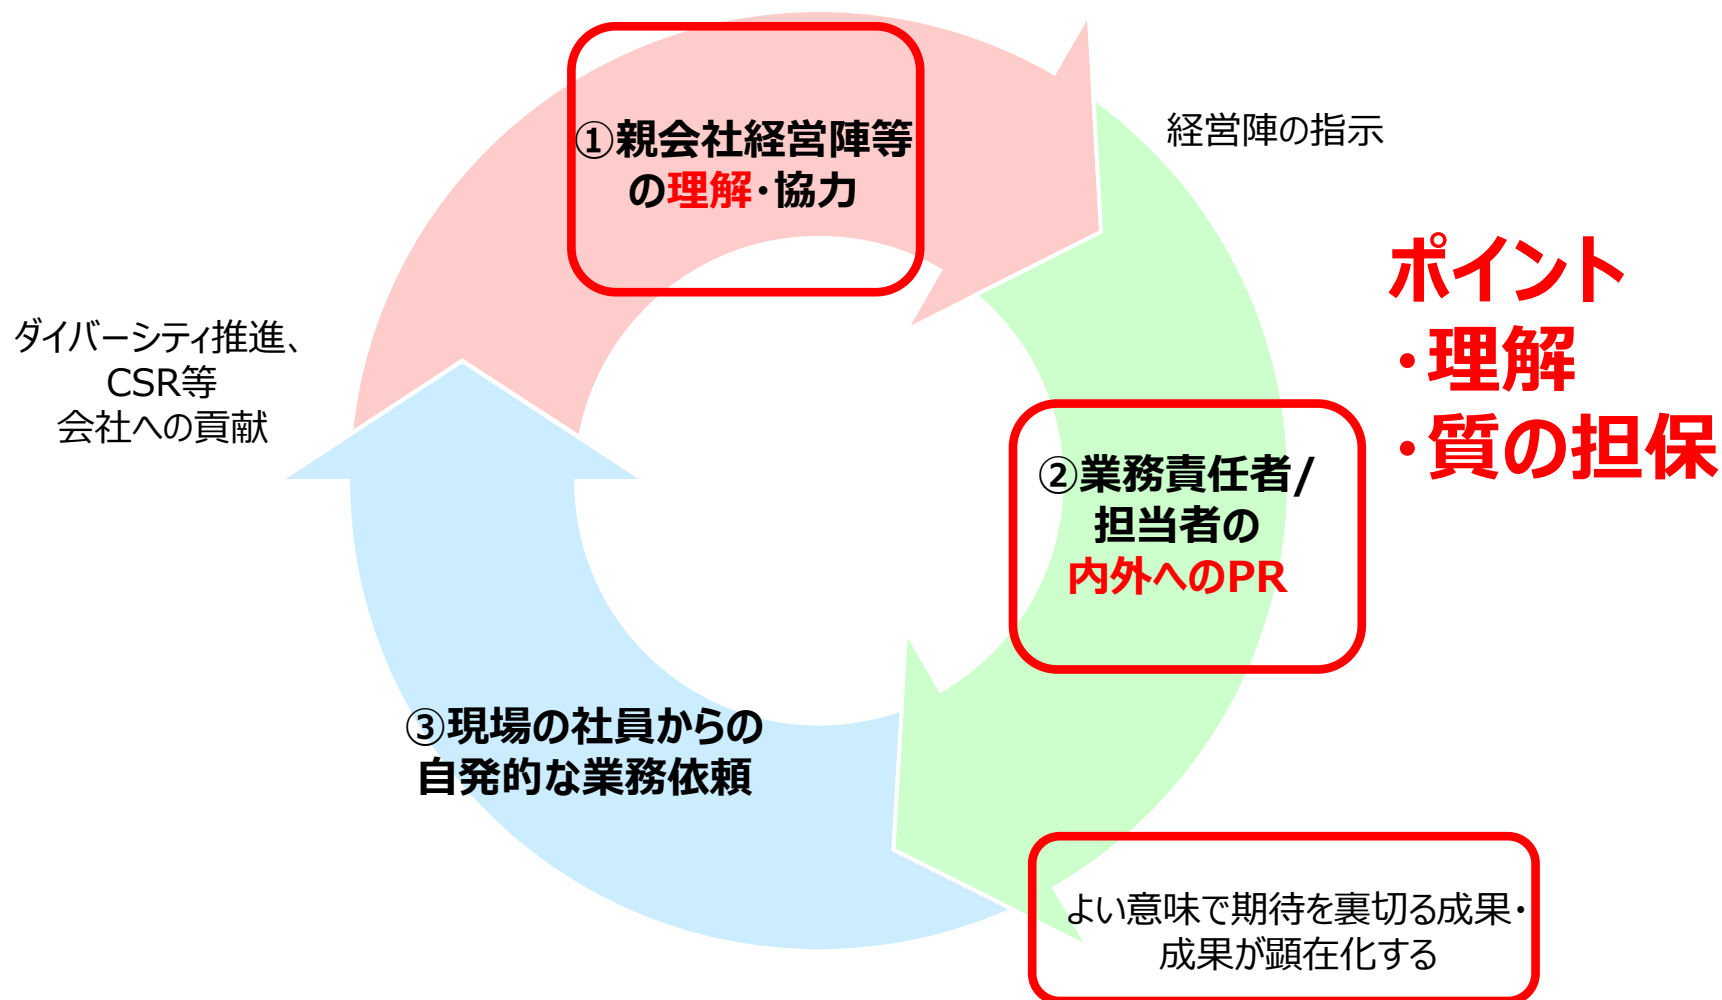 ①親会社経営陣等
の理解・協力
経営陣の指示
ポイント
・理解
・質の担保
ダイバーシティ推進、
CSR等
会社への貢献
②業務責任者/
担当者の
内外へのPR
③現場の社員からの
自発的な業務依頼
よい意味で期待を裏切る成果・
成果が顕在化する